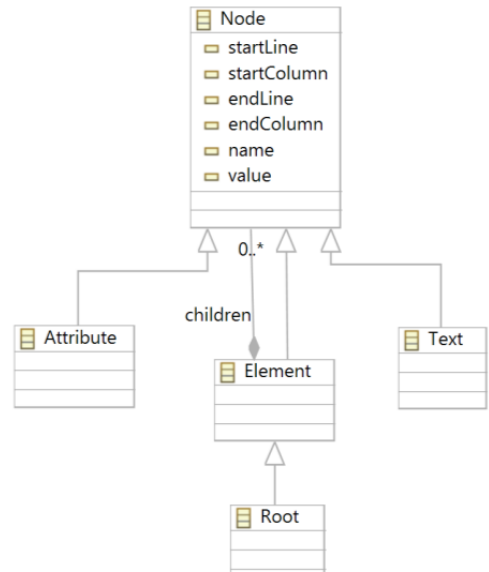 Node
startLine
startColumn
endLine
endColumn
name
value
0..*
children
Attribute
Element
Text
Root